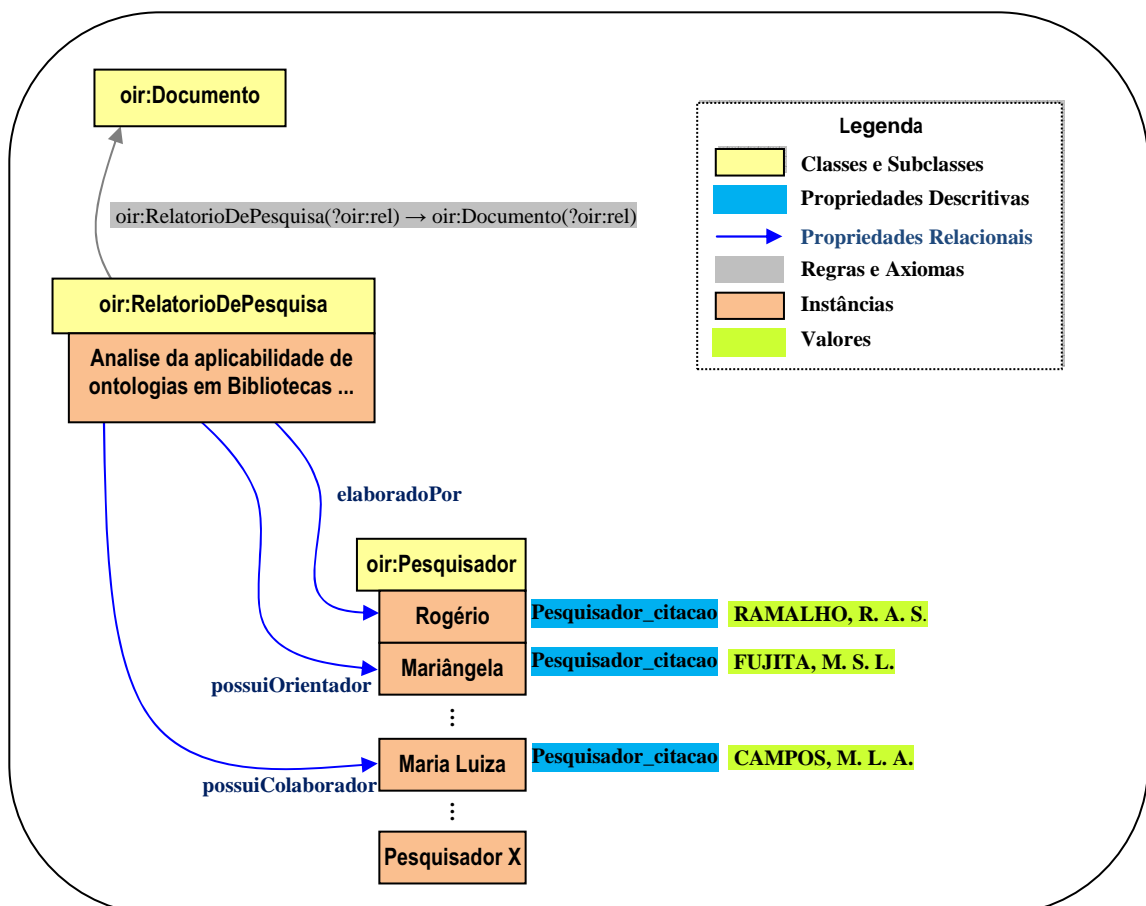 oir:Documento
Legenda
Classes e Subclasses
Propriedades Descritivas
Propriedades Relacionais
Regras e Axiomas
Instâncias
Valores
oir:RelatorioDePesquisa(?oir:rel) → oir:Documento(?oir:rel)
oir:RelatorioDePesquisa
Analise da aplicabilidade de
ontologias em Bibliotecas ...
elaboradoPor
oir:Pesquisador
Rogério Pesquisador_citacao RAMALHO, R. A. S.
Mariângela Pesquisador_citacao FUJITA, M. S. L.
possuiOrientador
...
Maria Luiza Pesquisador_citacao CAMPOS, M. L. A.
possuiColaborador
...
Pesquisador X